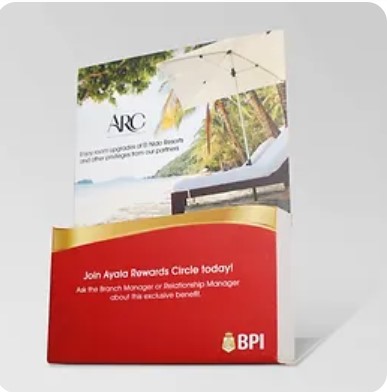 ARC
Enjoy room upgrades at El Nido Resorts
and other privileges from our partners
Join Ayala Rewards Circle today!
Ask the Branch Manager or Relationship Manager
about this exclusive benefit.
BPI